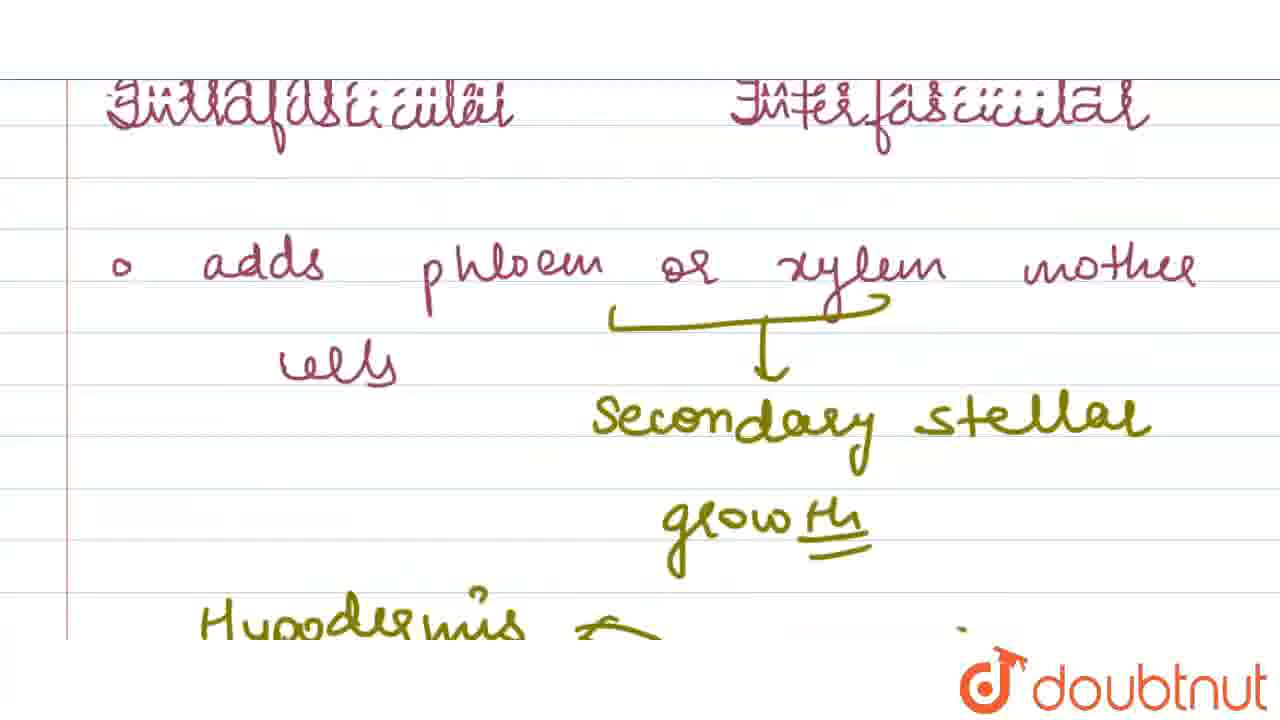 Intrafascicular Interfascicular
o adds phloem or xylem mother
cells
Secondary stellar
growth
Hypodermis
doubtnut